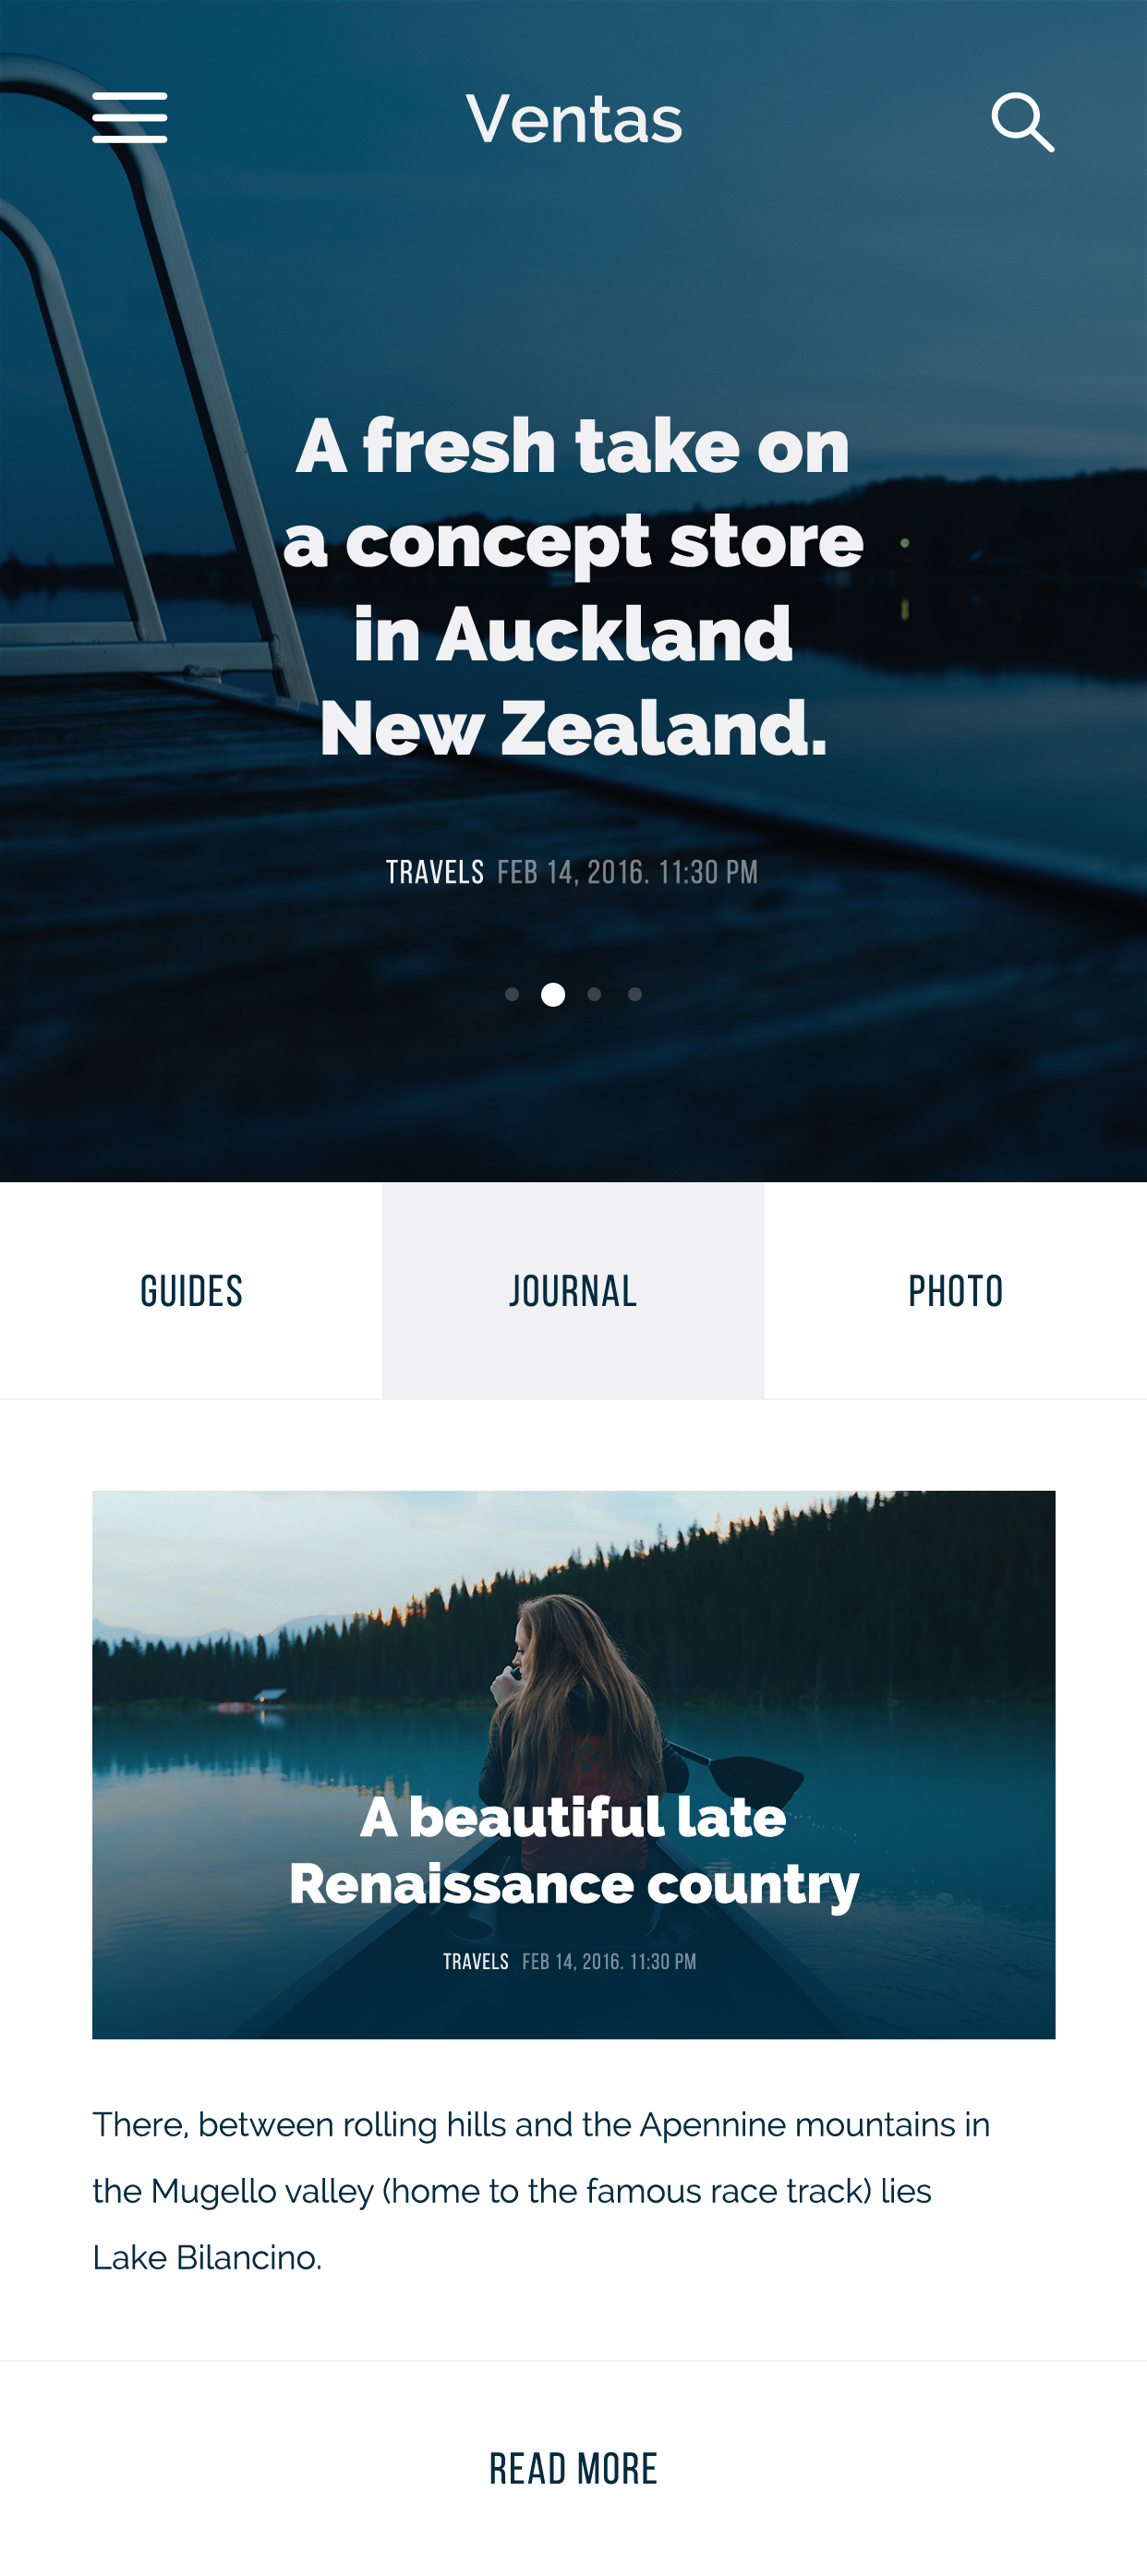 Ventas
A fresh take on
a concept store
in Auckland
New Zealand.
TRAVELS FEB 14, 2016. 11:30 PM
GUIDES JOURNAL PHOTO
A beautiful late
Renaissance country
TRAVELS FEB 14, 2016. 11:30 PM
There, between rolling hills and the Apennine mountains in
the Mugello valley (home to the famous race track) lies
Lake Bilancino.
READ MORE